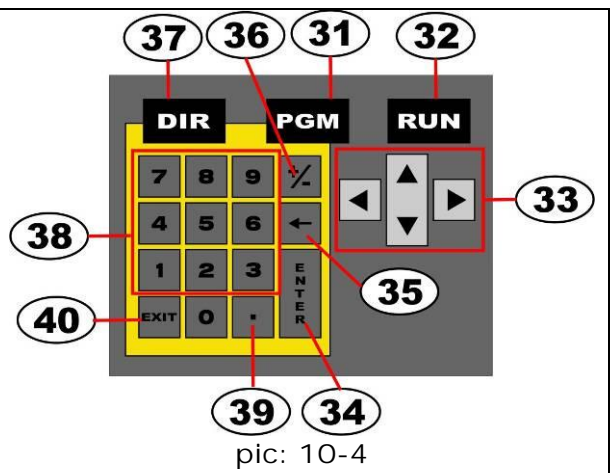 37 36 31 32
DIR PGM RUN
7 8 9 +/-
4 5 6 ←
38 33
1 2 3 ENTER
35
40 EXIT 0 .
39 34
pic: 10-4